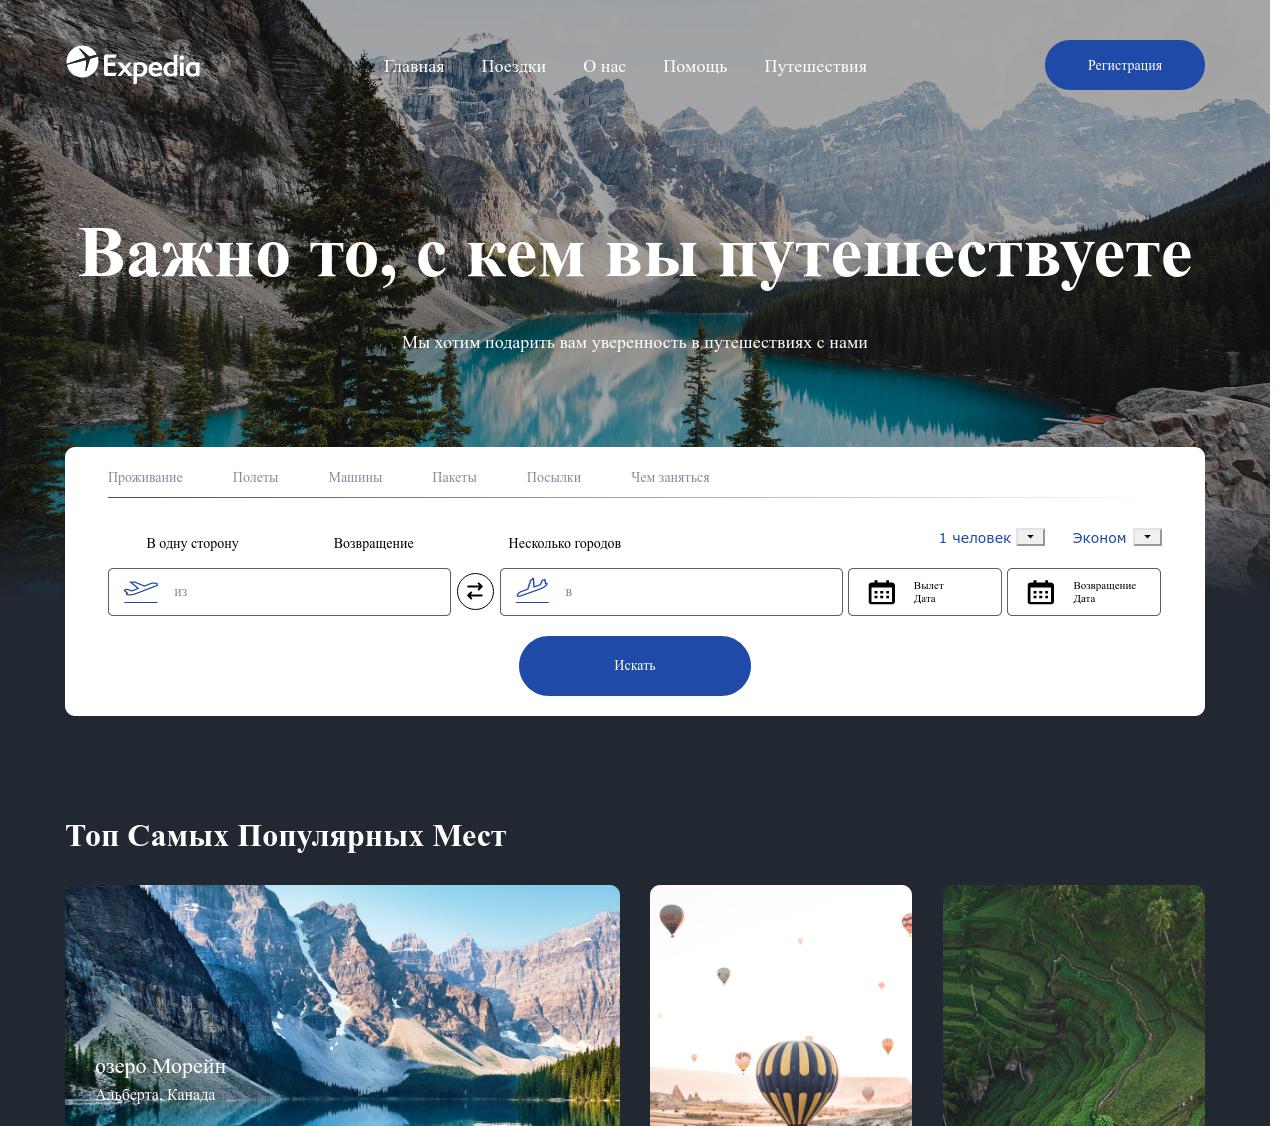 Expedia
Главная
Поездки
О нас
Помощь
Путешествия
Регистрация
Важно то, с кем вы путешествуете
Мы хотим подарить вам уверенность в путешествиях с нами
Проживание
Полеты
Машины
Пакеты
Посылки
Чем заняться
В одну сторону
Возвращение
Несколько городов
1 человек
Эконом
из
в
Вылет
Дата
Возвращение
Дата
Искать
Топ Самых Популярных Мест
озеро Морейн
Альберта, Канада